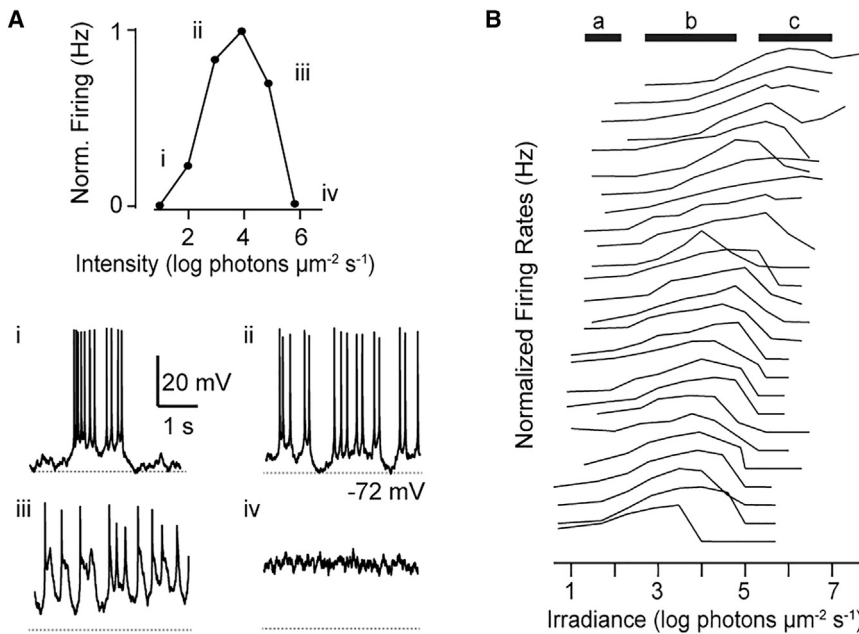 A
Norm. Firing (Hz)
1
0
i
ii
iii
iv
2 4 6
Intensity (log photons µm⁻² s⁻¹)
i
20 mV
1 s
ii
-72 mV
iii
iv
B
a b c
Normalized Firing Rates (Hz)
1 3 5 7
Irradiance (log photons µm⁻² s⁻¹)